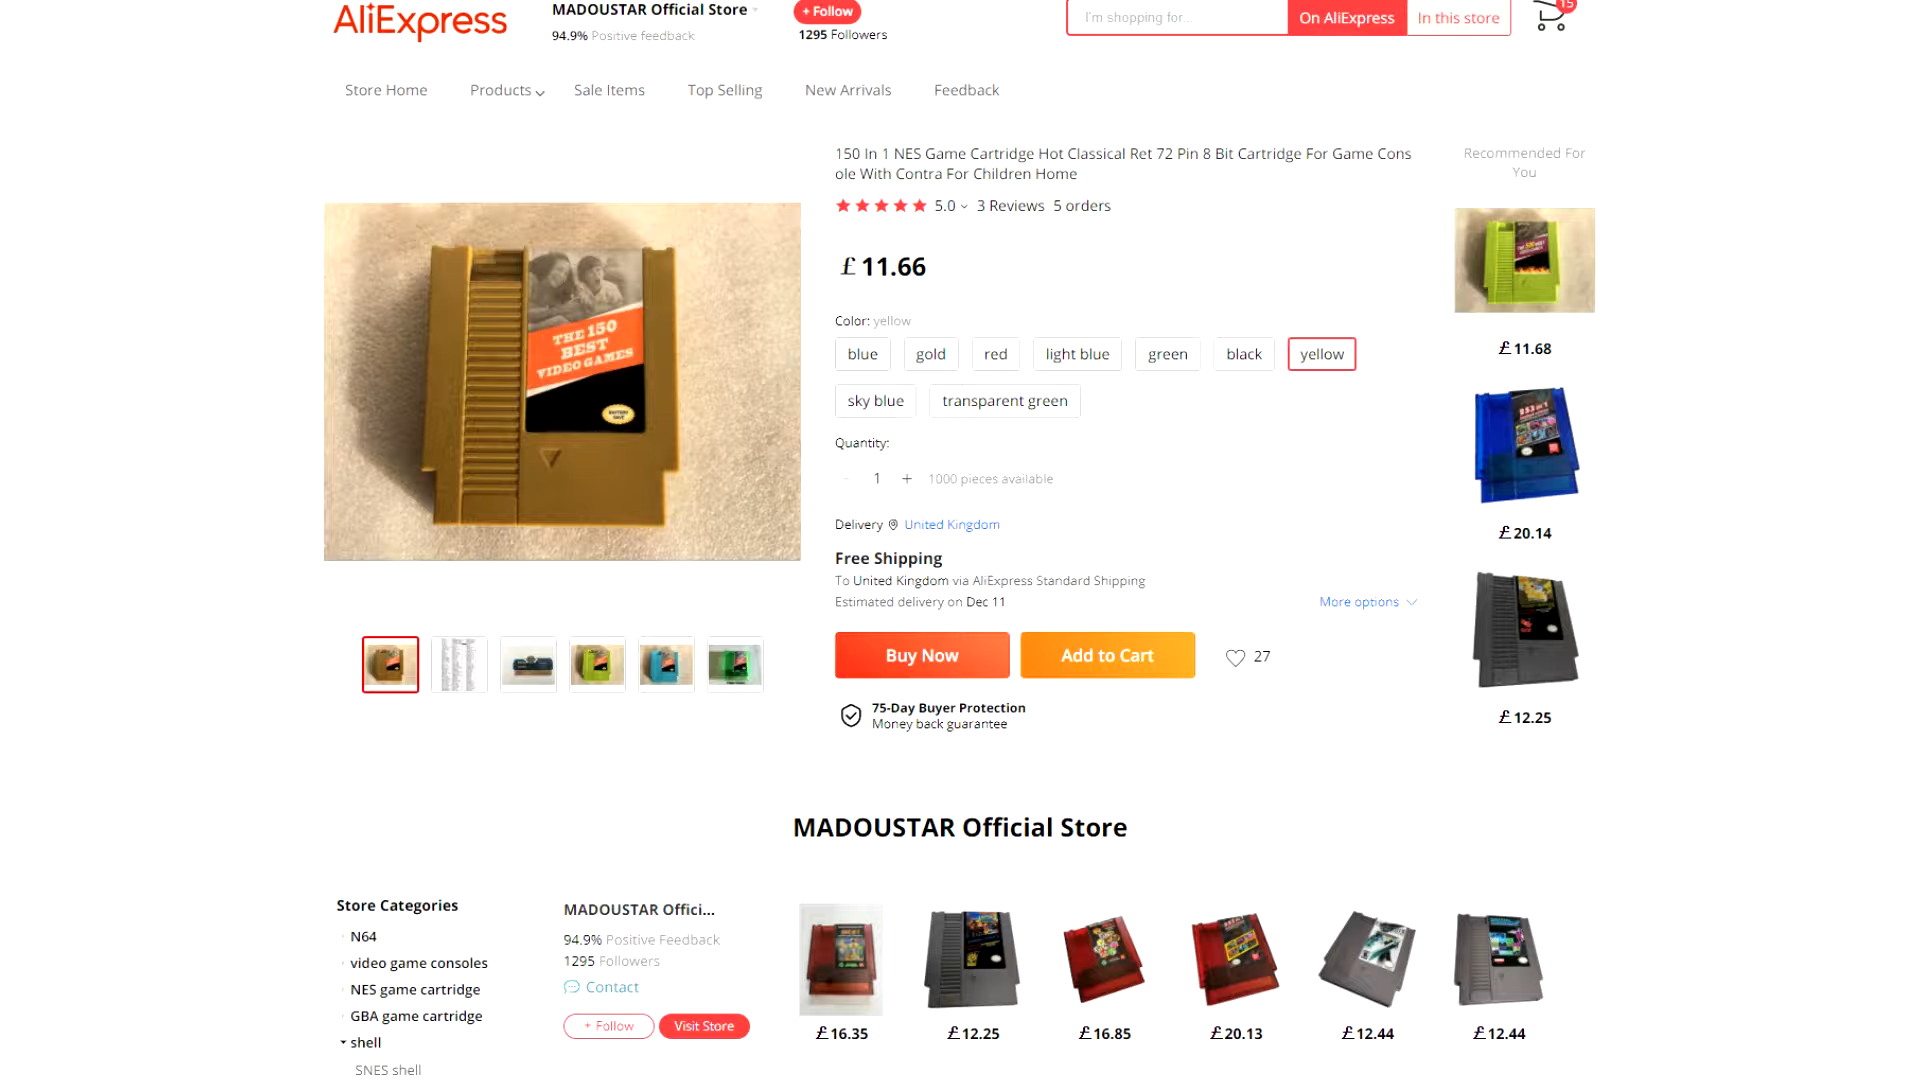 AliExpress
MADOUSTAR Official Store
94.9% Positive feedback
+ Follow
1295 Followers
I'm shopping for...
On AliExpress
In this store
15
Store Home
Products
Sale Items
Top Selling
New Arrivals
Feedback
150 In 1 NES Game Cartridge Hot Classical Ret 72 Pin 8 Bit Cartridge For Game Cons
ole With Contra For Children Home
5.0 3 Reviews 5 orders
£ 11.66
Color: yellow
blue
gold
red
light blue
green
black
yellow
sky blue
transparent green
Quantity:
1 + 1000 pieces available
Delivery United Kingdom
Free Shipping
To United Kingdom via AliExpress Standard Shipping
Estimated delivery on Dec 11
More options
Buy Now
Add to Cart
27
75-Day Buyer Protection
Money back guarantee
THE 150
BEST
VIDEO GAMES
Recommended For
You
£ 11.68
£ 20.14
£ 12.25
MADOUSTAR Official Store
Store Categories
N64
video game consoles
NES game cartridge
GBA game cartridge
shell
SNES shell
MADOUSTAR Offici...
94.9% Positive Feedback
1295 Followers
Contact
+ Follow
Visit Store
£ 16.35
£ 12.25
£ 16.85
£ 20.13
£ 12.44
£ 12.44